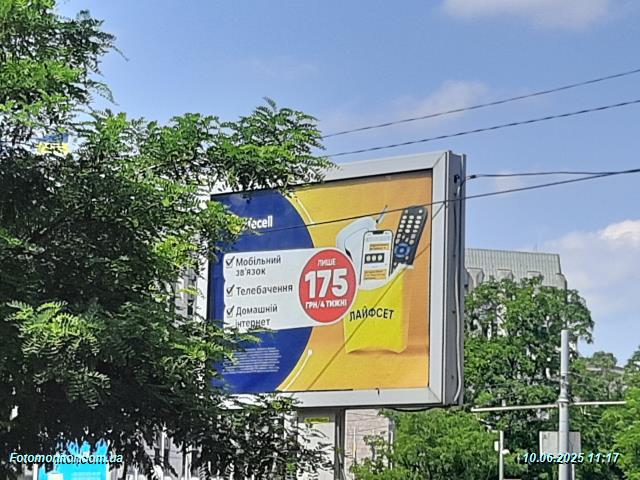 lifecell
Мобільний
зв'язок
Телебачення
Домашній
інтернет
ЛИШЕ
175
ГРН/4 ТИЖНІ
ЛАЙФСЕТ
Fotomonitor.com.ua
10.06.2025 11:17